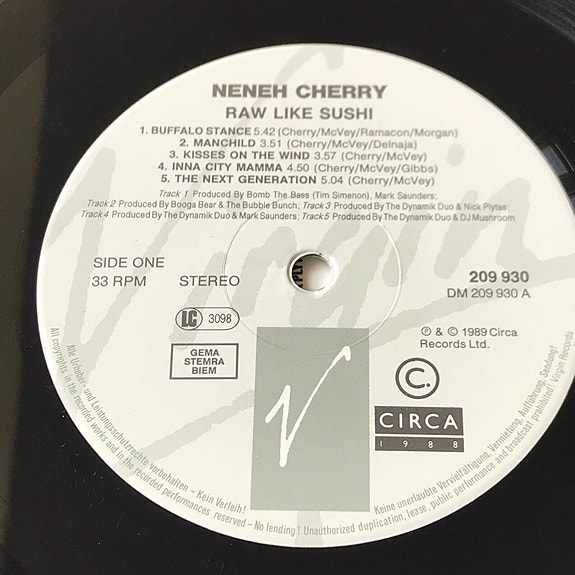 NENEH CHERRY
RAW LIKE SUSHI
1. BUFFALO STANCE 5.42 (Cherry/McVey/Ramacon/Morgan)
2. MANCHILD 3.51 (Cherry/McVey/Delnaja)
3. KISSES ON THE WIND 3.57 (Cherry/McVey)
4. INNA CITY MAMMA 4.50 (Cherry/McVey/Gibbs)
5. THE NEXT GENERATION 5.04 (Cherry/McVey)
Track 1 Produced By Bomb The Bass (Tim Simenon), Mark Saunders;
Track 2 Produced By Booga Bear & The Bubble Bunch; Track 3 Produced By The Dynamik Duo & Nick Plytas;
Track 4 Produced By The Dynamik Duo & Mark Saunders; Track 5 Produced By The Dynamik Duo & DJ Mushroom
SIDE ONE
33 RPM STEREO
209 930
DM 209 930 A
LC 3098
GEMA
STEMRA
BIEM
℗ & © 1989 Circa
Records Ltd.
C.
CIRCA
1988
Virgin
V
Alle Urheber- und Leistungsschutzrechte vorbehalten – Kein Verleih! Keine unerlaubte Vervielfältigung, Vermietung, Aufführung, Sendung!
All copyrights in the recorded works and in the recorded performances reserved – No lending! Unauthorized duplication, lease, public performance and broadcast prohibited! Virgin Records